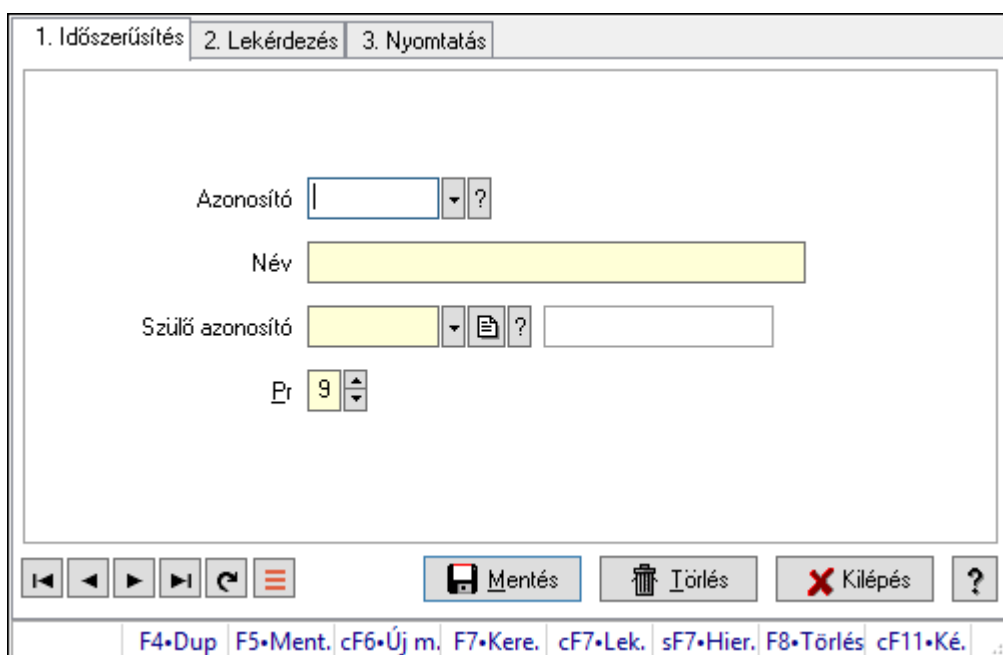 1. Időszerűsítés 2. Lekérdezés 3. Nyomtatás
Azonosító ?
Név
Szülő azonosító ?
Pr 9
Mentés Törlés Kilépés ?
F4•Dup F5•Ment. cF6•Új m. F7•Kere. cF7•Lek. sF7•Hier. F8•Törlés cF11•Ké.